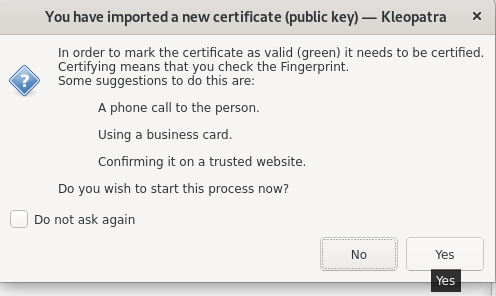 You have imported a new certificate (public key) — Kleopatra ×
In order to mark the certificate as valid (green) it needs to be certified.
Certifying means that you check the Fingerprint.
Some suggestions to do this are:
A phone call to the person.
Using a business card.
Confirming it on a trusted website.
Do you wish to start this process now?
Do not ask again
No Yes
Yes